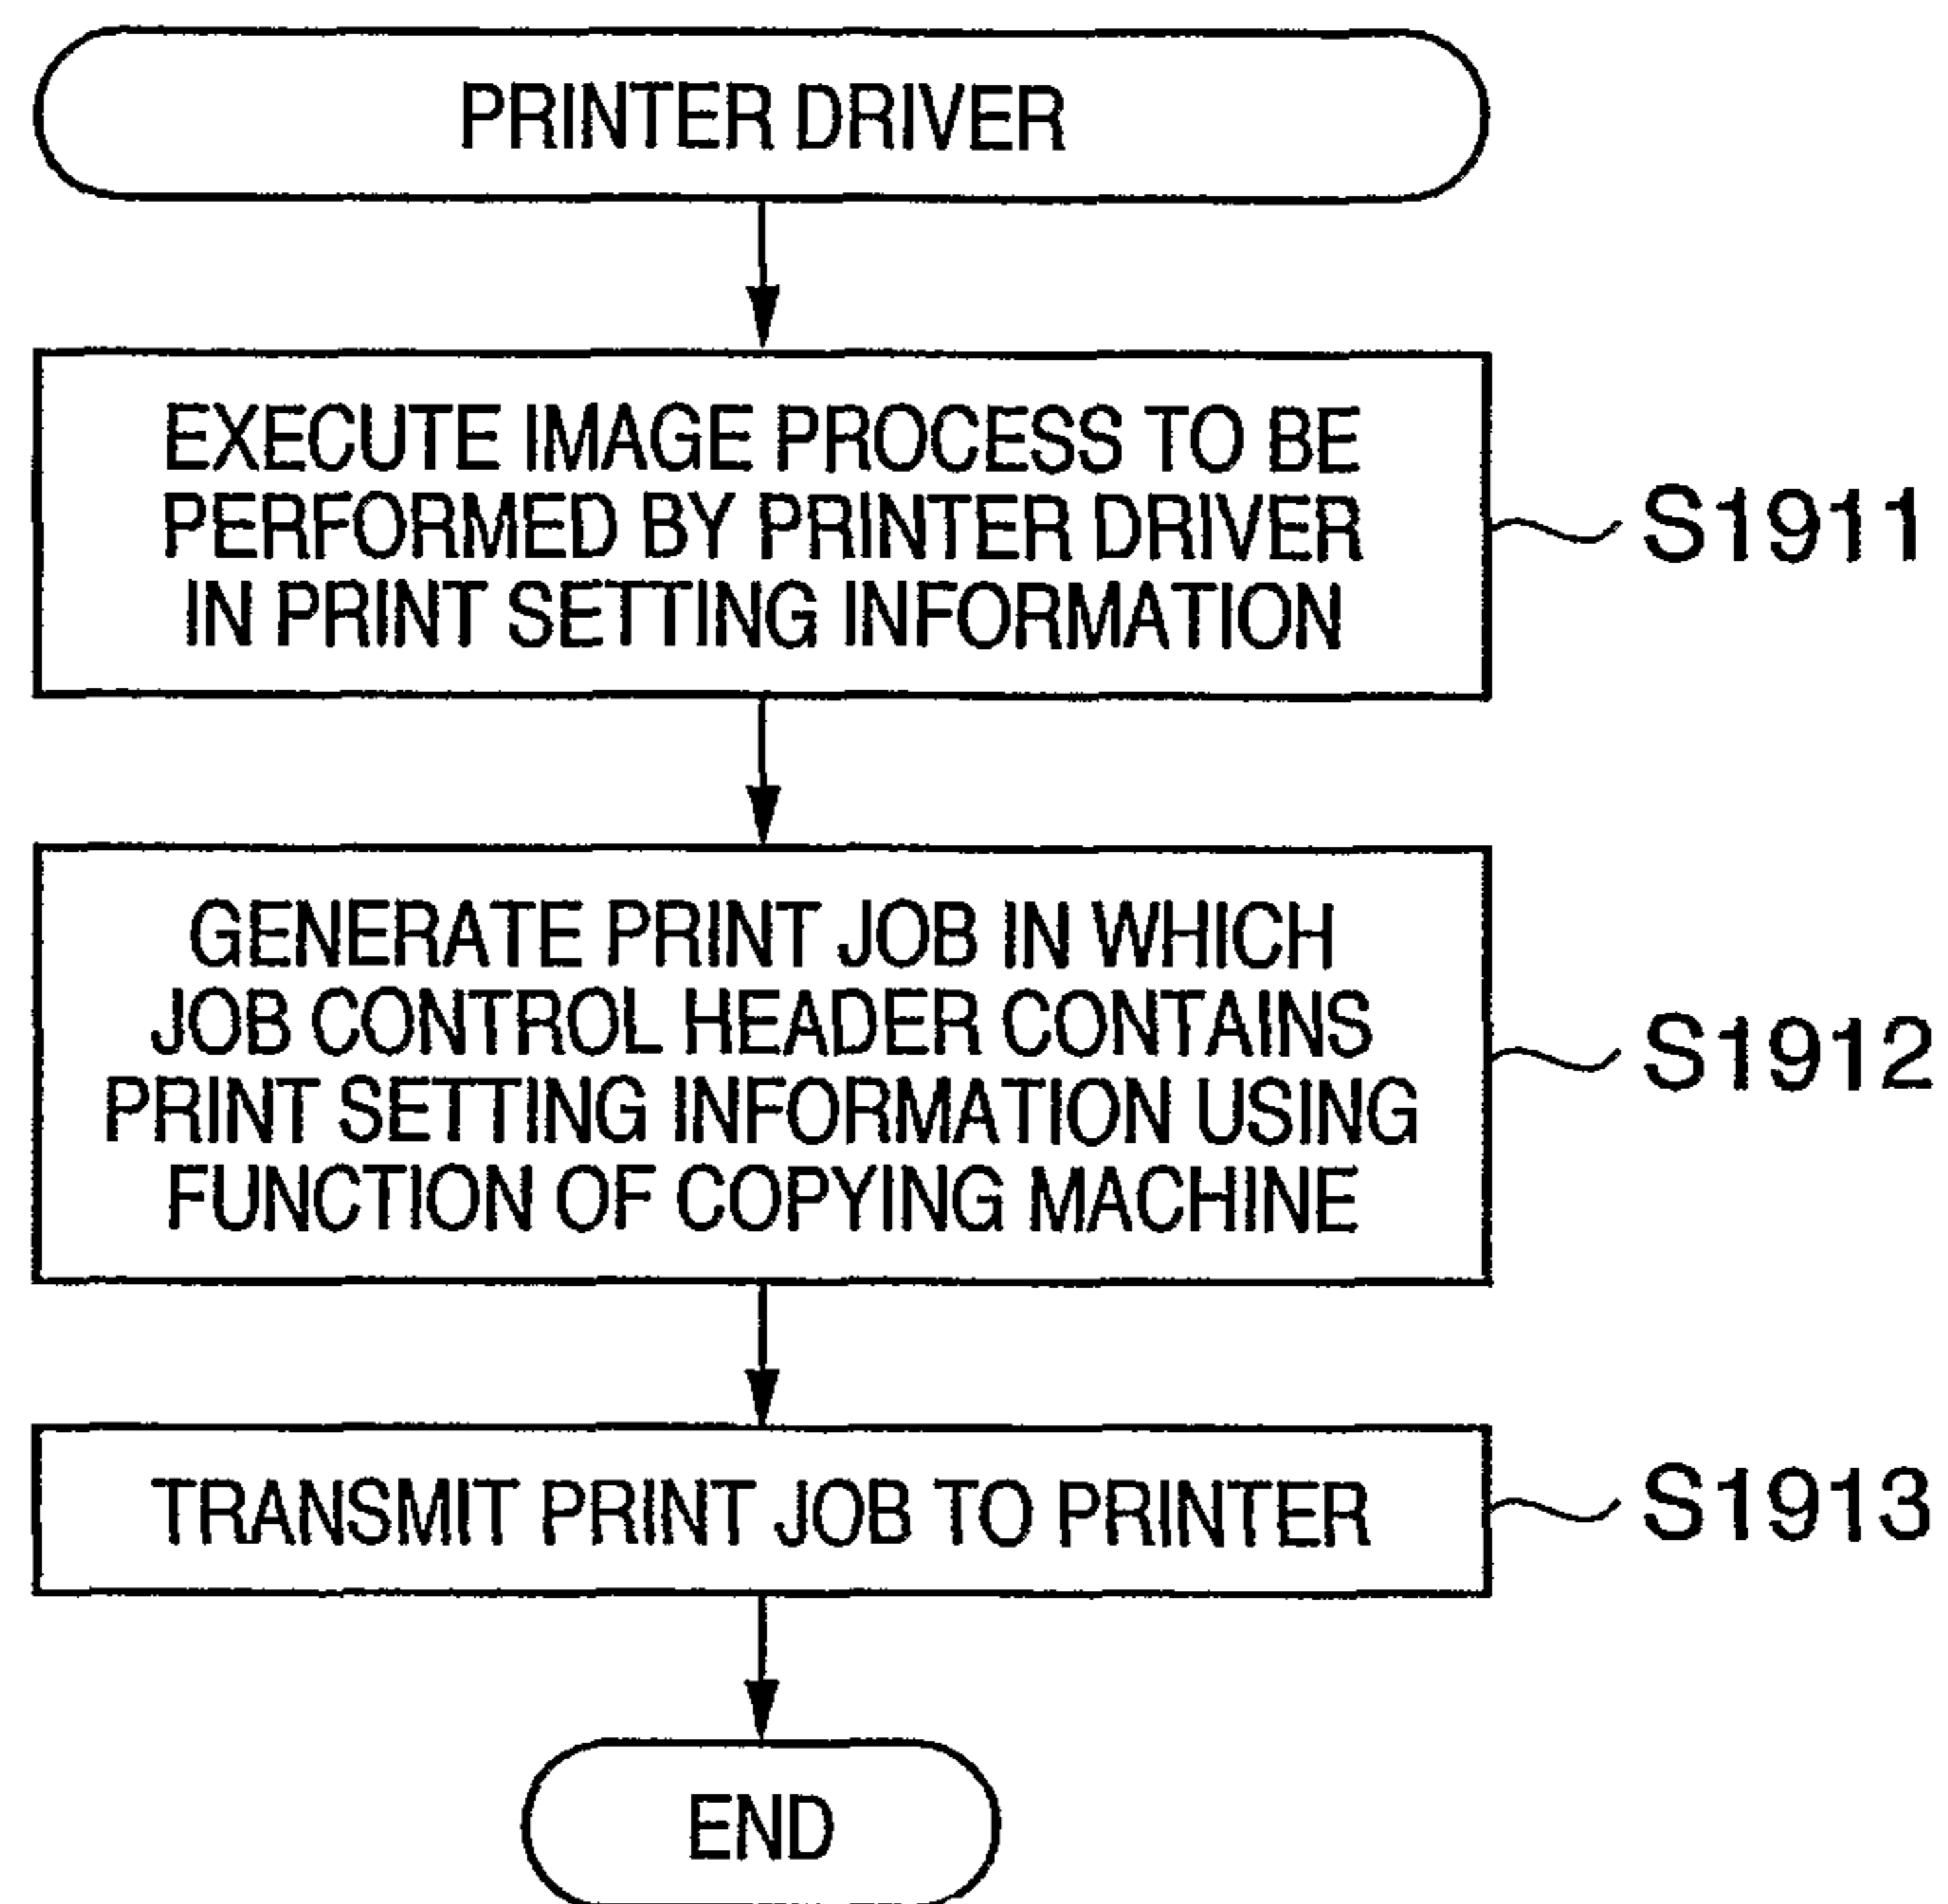 PRINTER DRIVER
EXECUTE IMAGE PROCESS TO BE
PERFORMED BY PRINTER DRIVER
IN PRINT SETTING INFORMATION
S1911
GENERATE PRINT JOB IN WHICH
JOB CONTROL HEADER CONTAINS
PRINT SETTING INFORMATION USING
FUNCTION OF COPYING MACHINE
S1912
TRANSMIT PRINT JOB TO PRINTER
S1913
END